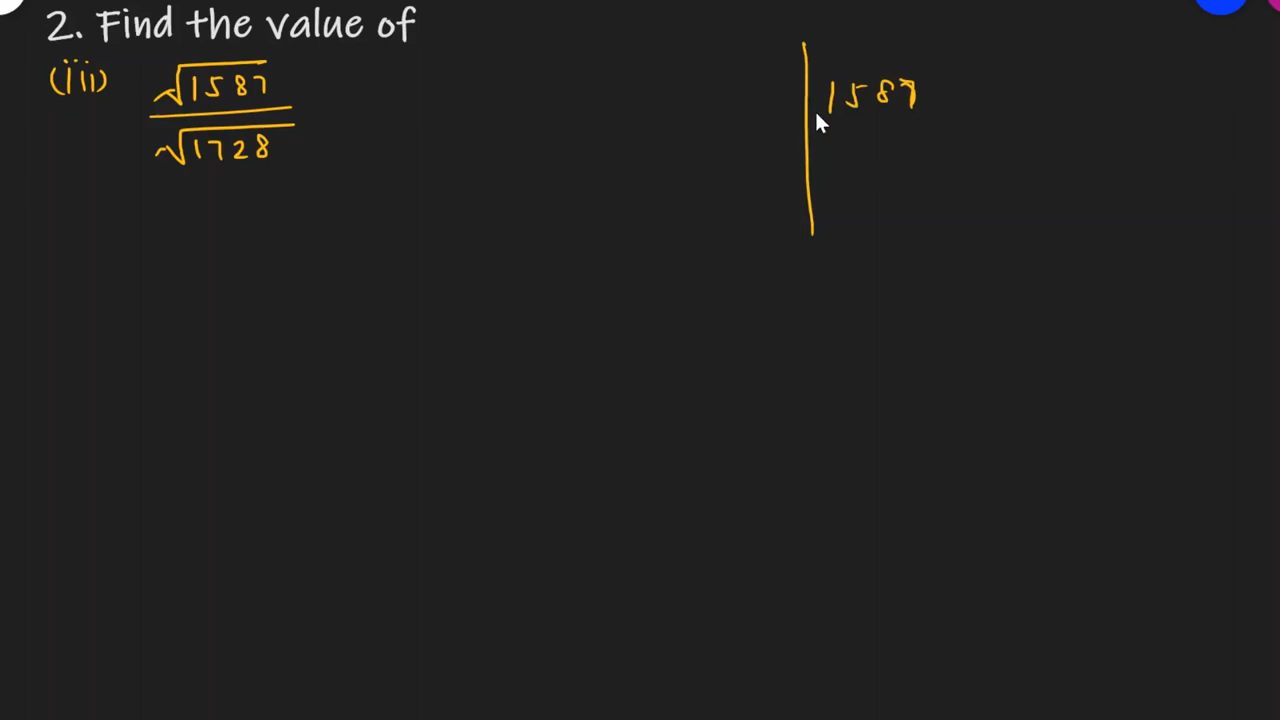 2. Find the value of
(iii) √1587
√1728
1587